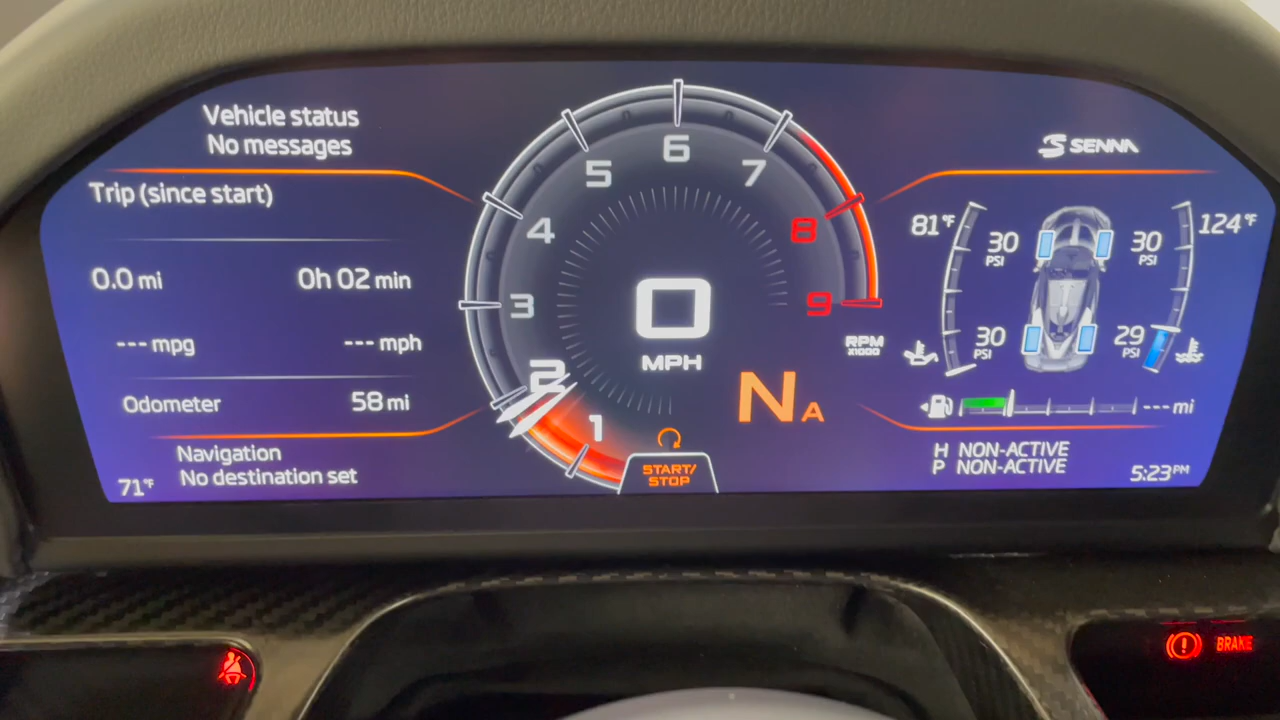 Vehicle status
No messages
Trip (since start)
0.0 mi 0h 02 min
--- mpg --- mph
Odometer 58 mi
Navigation
No destination set
71°F
1
2
3
4
5
6
7
8
9
RPM
X1000
0
MPH
N A
START/
STOP
SENNA
81°F 124°F
30 PSI
30 PSI
30 PSI
29 PSI
--- mi
H NON-ACTIVE
P NON-ACTIVE
5:23PM
BRAKE